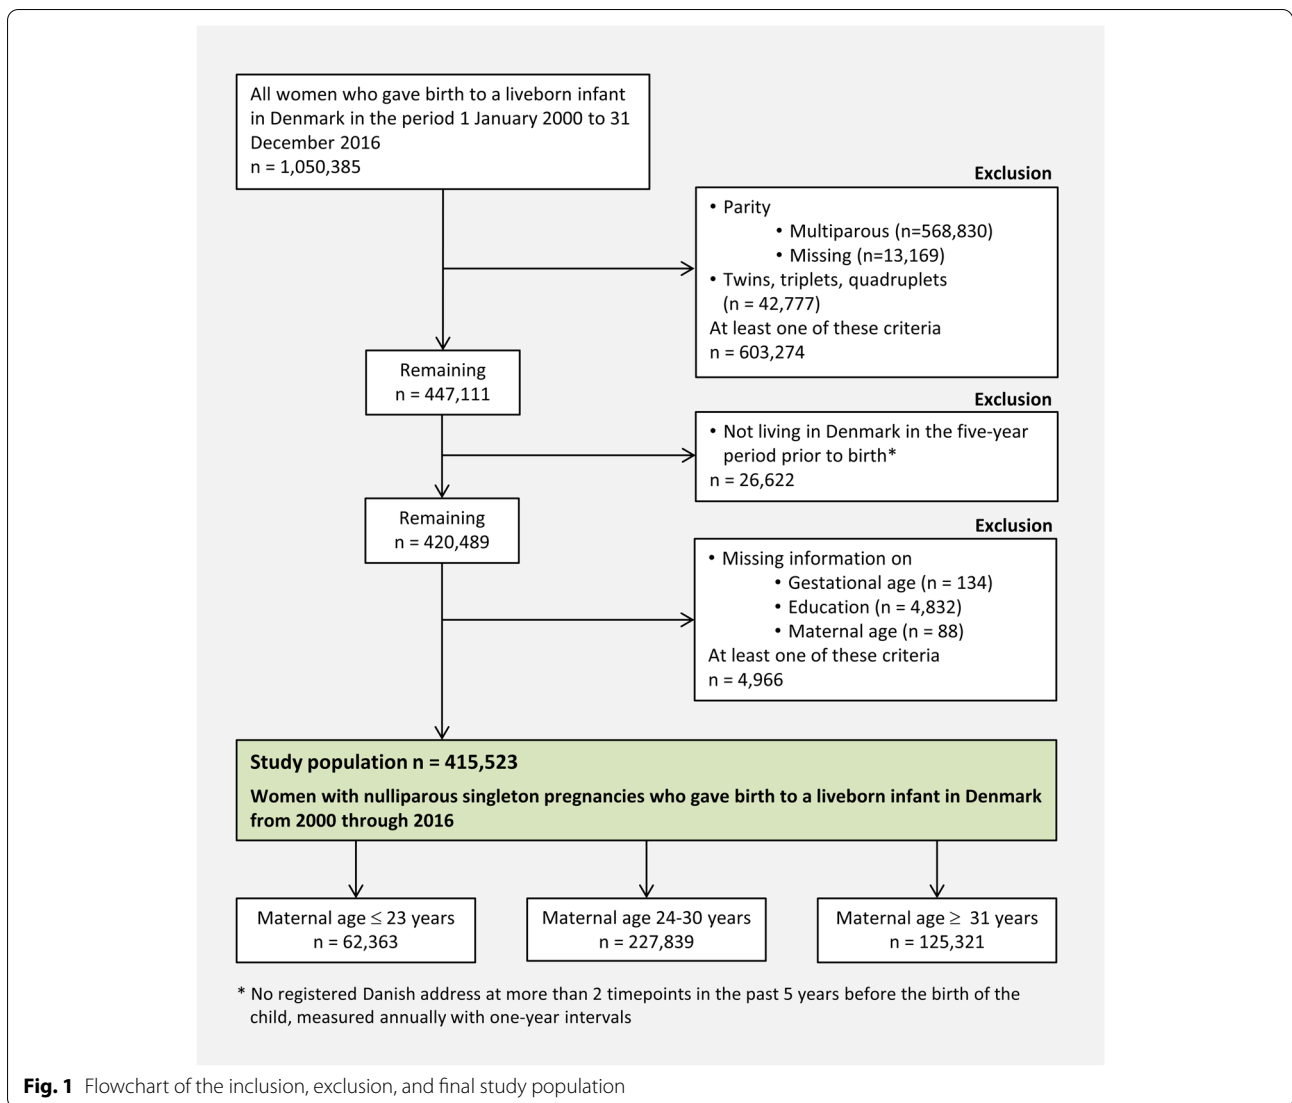 All women who gave birth to a liveborn infant
in Denmark in the period 1 January 2000 to 31
December 2016
n = 1,050,385
Exclusion
• Parity
• Multiparous (n=568,830)
• Missing (n=13,169)
• Twins, triplets, quadruplets
(n = 42,777)
At least one of these criteria
n = 603,274
Remaining
n = 447,111
Exclusion
• Not living in Denmark in the five-year
period prior to birth*
n = 26,622
Remaining
n = 420,489
Exclusion
• Missing information on
• Gestational age (n = 134)
• Education (n = 4,832)
• Maternal age (n = 88)
At least one of these criteria
n = 4,966
Study population n = 415,523
Women with nulliparous singleton pregnancies who gave birth to a liveborn infant in Denmark
from 2000 through 2016
Maternal age ≤ 23 years
n = 62,363
Maternal age 24-30 years
n = 227,839
Maternal age ≥ 31 years
n = 125,321
* No registered Danish address at more than 2 timepoints in the past 5 years before the birth of the
child, measured annually with one-year intervals
Fig. 1 Flowchart of the inclusion, exclusion, and final study population